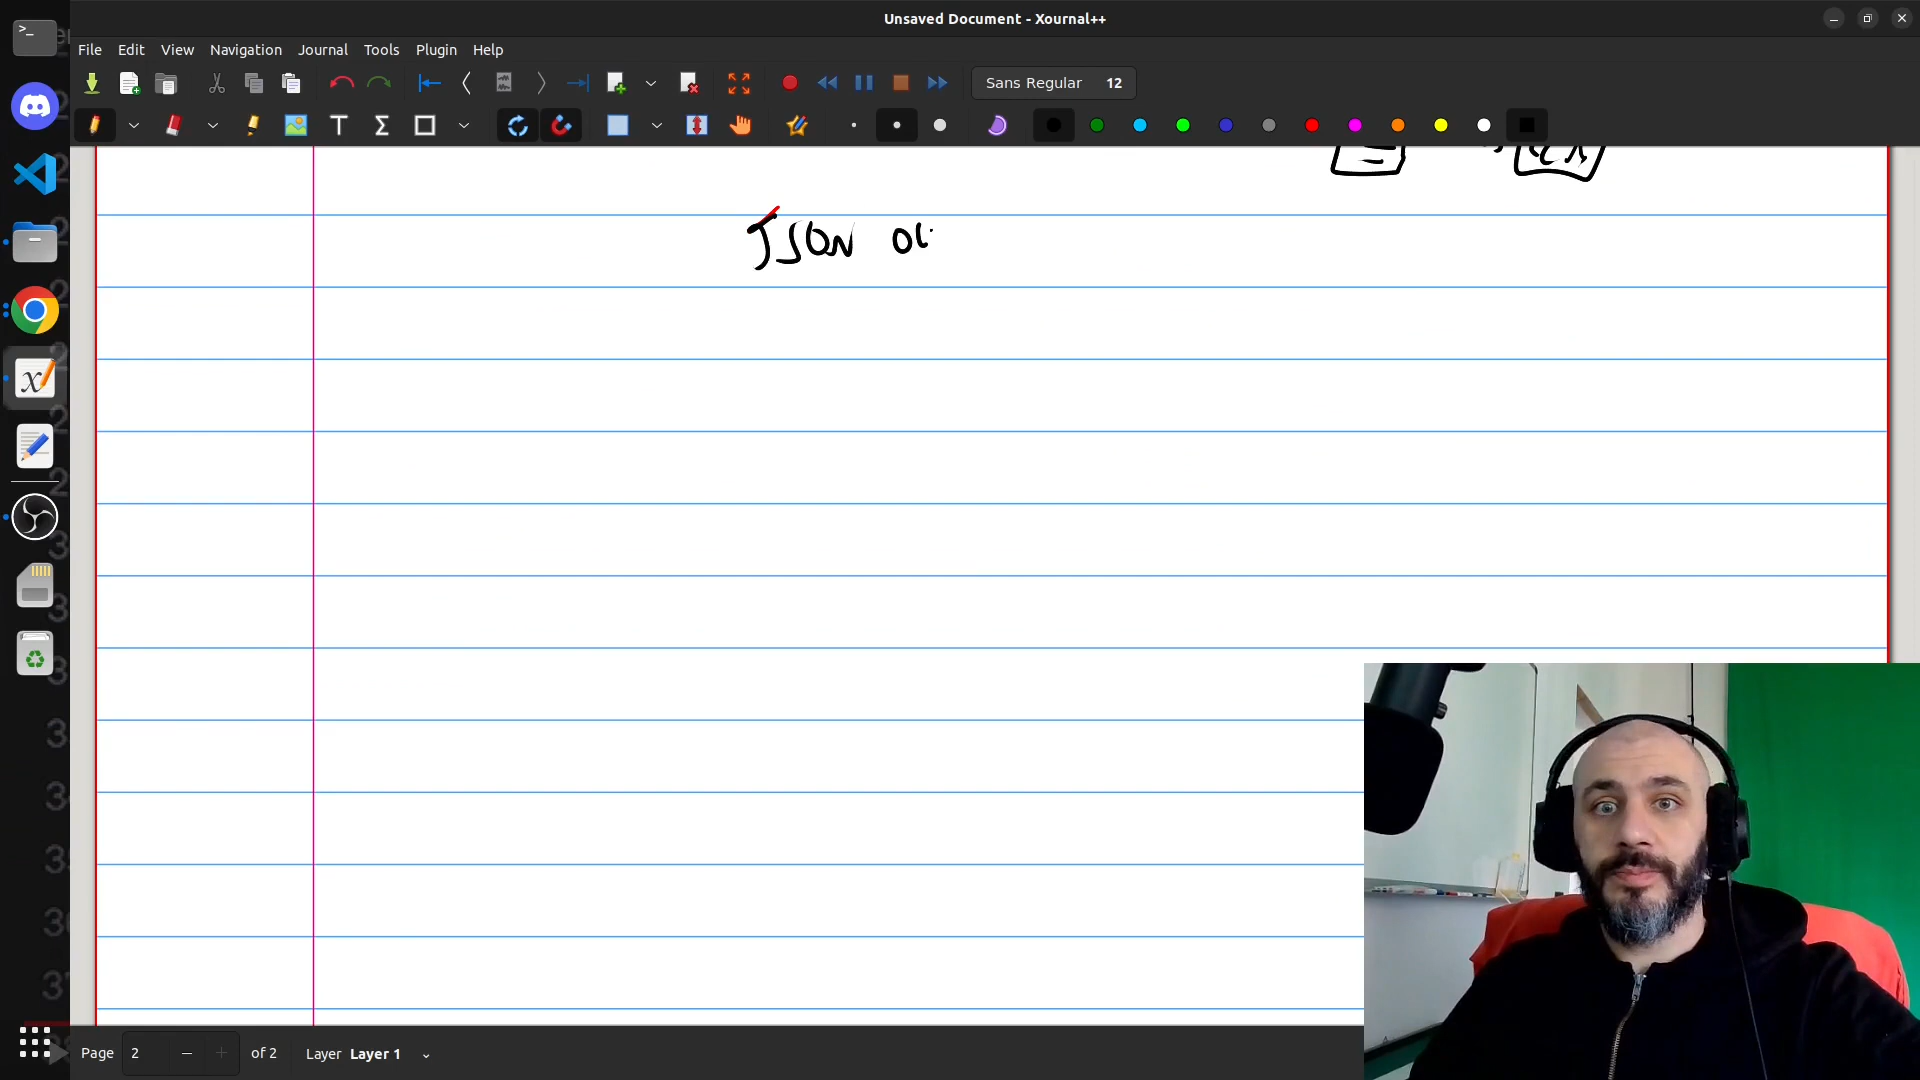 Unsaved Document - Xournal++
File Edit View Navigation Journal Tools Plugin Help
Sans Regular 12
JSON
Page 2 of 2 Layer Layer 1